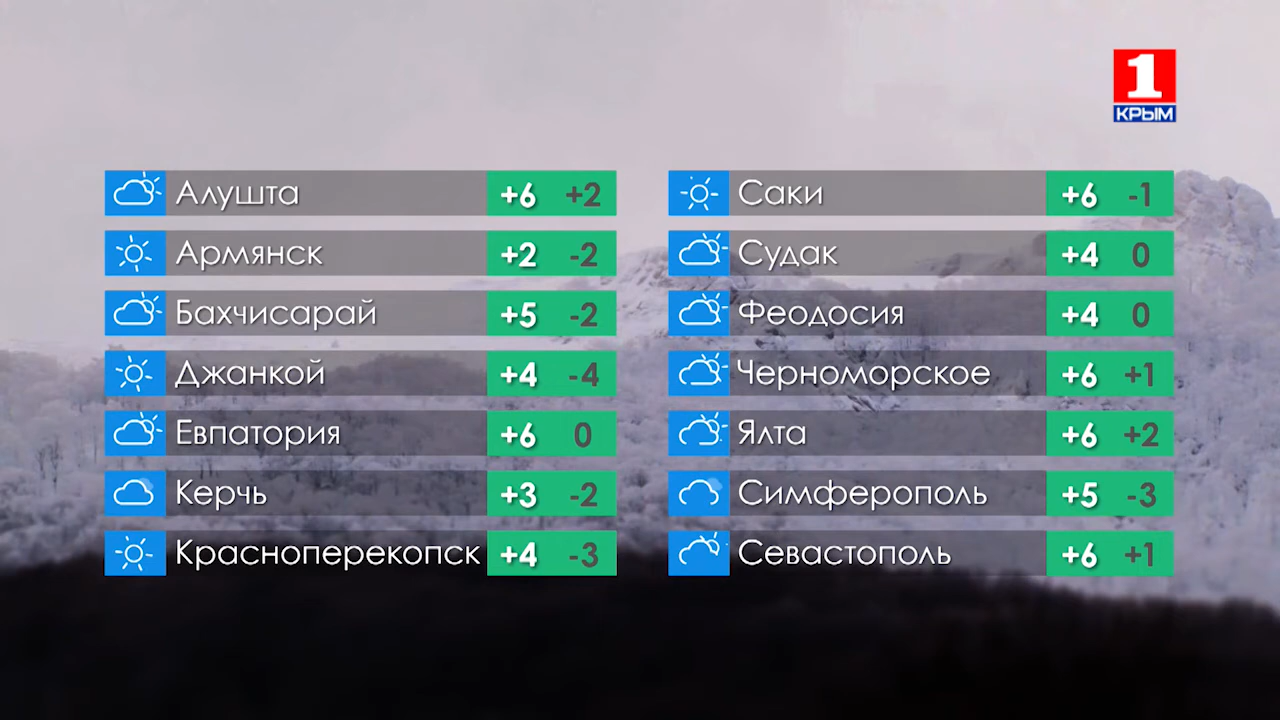 1
КРЫМ
Алушта +6 +2
Армянск +2 -2
Бахчисарай +5 -2
Джанкой +4 -4
Евпатория +6 0
Керчь +3 -2
Красноперекопск +4 -3
Саки +6 -1
Судак +4 0
Феодосия +4 0
Черноморское +6 +1
Ялта +6 +2
Симферополь +5 -3
Севастополь +6 +1